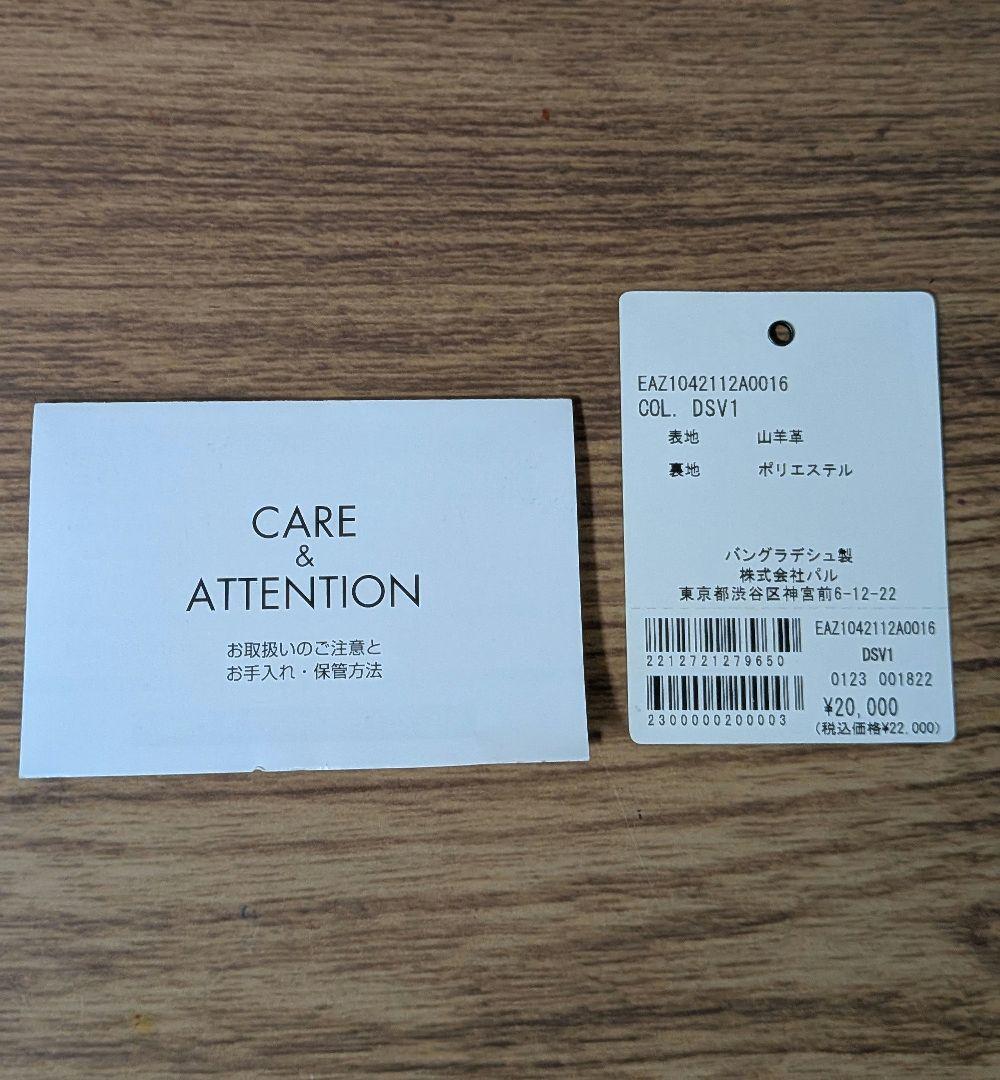 CARE
&
ATTENTION
お取扱いのご注意と
お手入れ・保管方法
EAZ1042112A0016
COL. DSV1
表地 山羊革
裏地 ポリエステル
バングラデシュ製
株式会社パル
東京都渋谷区神宮前6-12-22
EAZ1042112A0016
2212721279650
DSV1
0123 001822
2300000200003
¥20,000
(税込価格¥22,000)